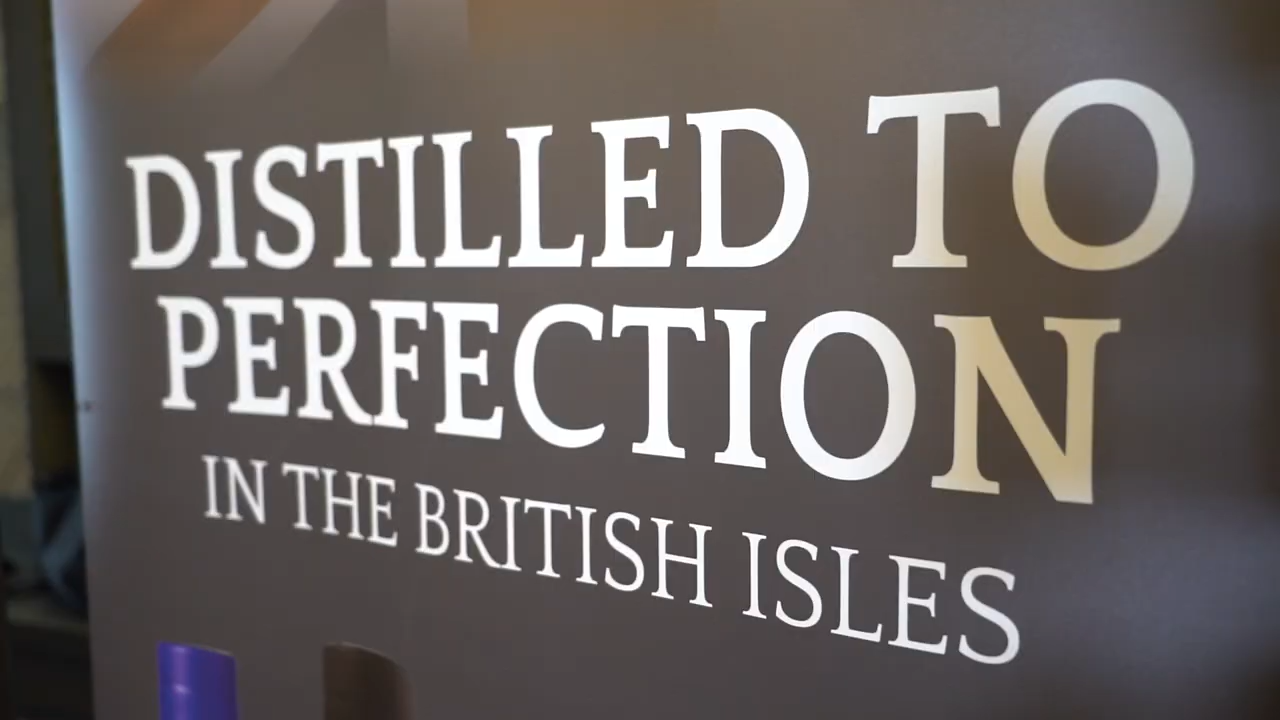 DISTILLED TO
PERFECTION
IN THE BRITISH ISLES